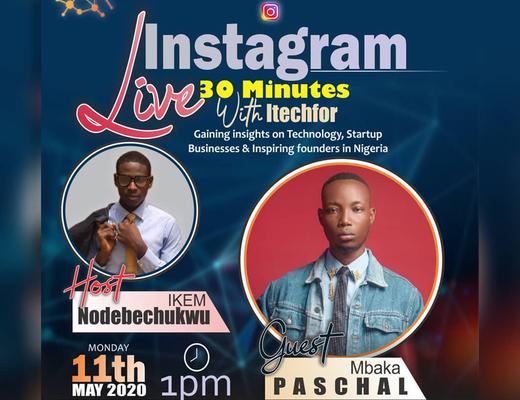 Instagram
Live 30 Minutes
With Itechfor
Gaining insights on Technology, Startup
Businesses & Inspiring founders in Nigeria
Host
IKEM
Nodebechukwu
Guest
Mbaka
PASCHAL
MONDAY
11th
MAY 2020
1pm